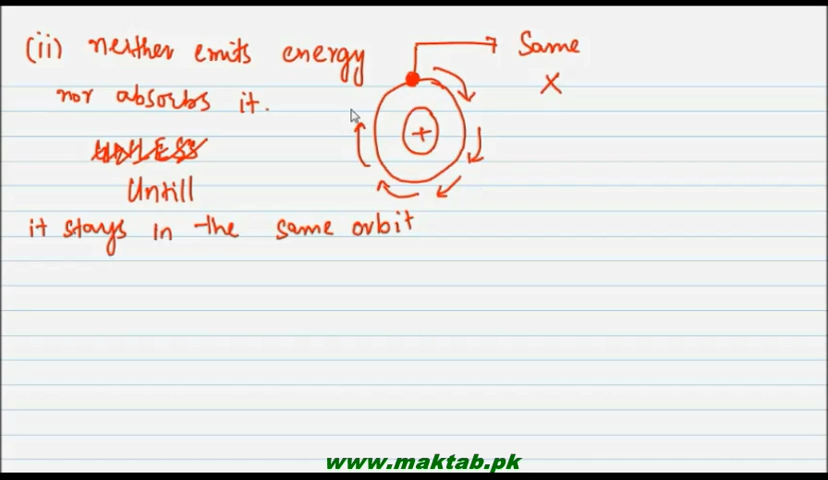 (ii) neither emits energy
nor absorbs it.
UNLESS
Untill
it stays in the same orbit
Same
X
+
www.maktab.pk